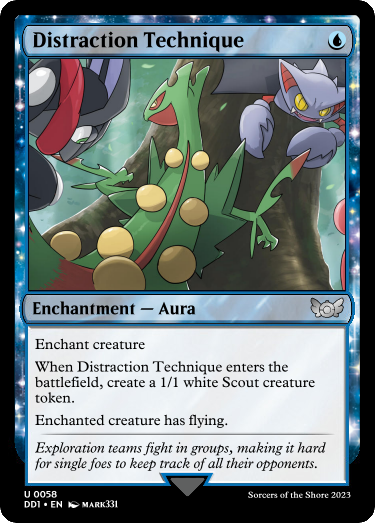 Distraction Technique
Enchantment — Aura
Enchant creature
When Distraction Technique enters the
battlefield, create a 1/1 white Scout creature
token.
Enchanted creature has flying.
Exploration teams fight in groups, making it hard
for single foes to keep track of all their opponents.
U 0058
DD1 • EN MARK331
Sorcers of the Shore 2023